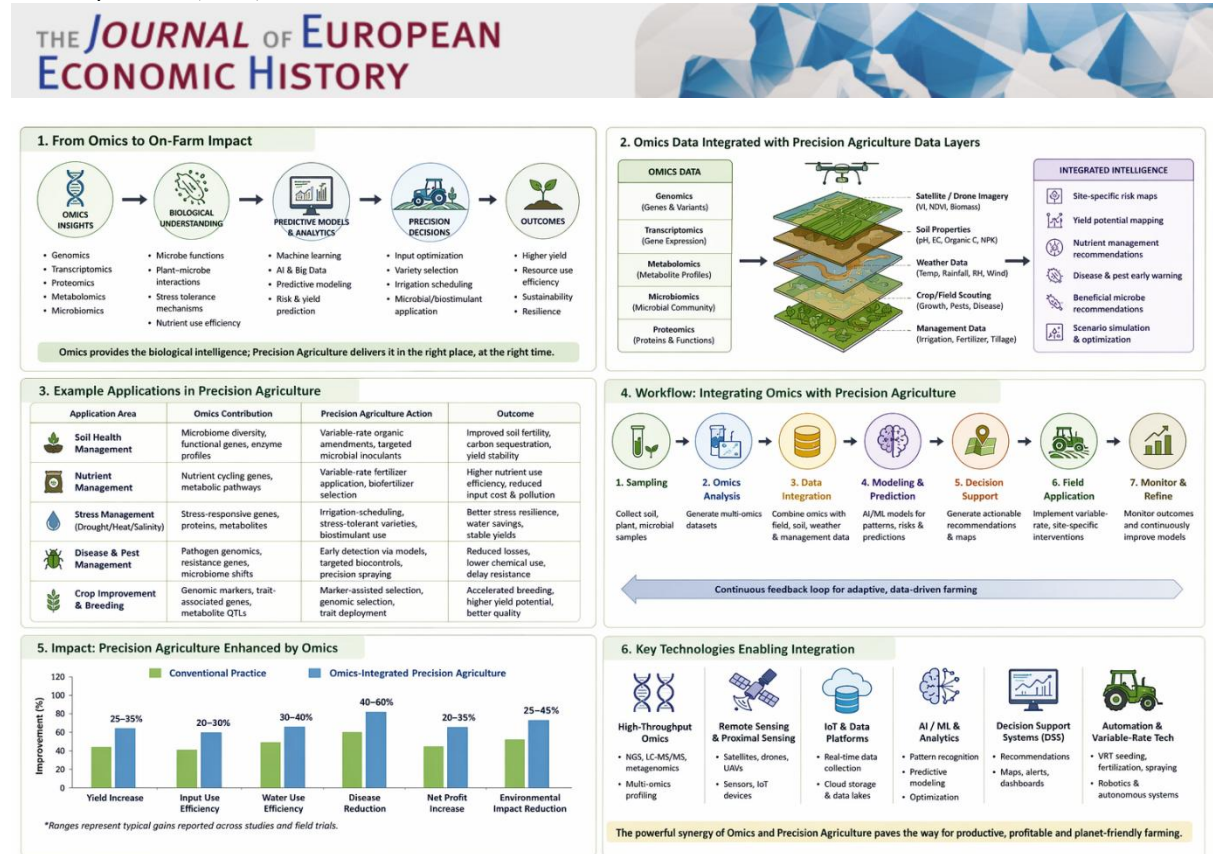 THE JOURNAL OF EUROPEAN
ECONOMIC HISTORY
1. From Omics to On-Farm Impact
OMICS
INSIGHTS
BIOLOGICAL
UNDERSTANDING
PREDICTIVE MODELS
& ANALYTICS
PRECISION
DECISIONS
OUTCOMES
• Genomics
• Transcriptomics
• Proteomics
• Metabolomics
• Microbiomics
• Microbe functions
• Plant–microbe
interactions
• Stress tolerance
mechanisms
• Nutrient use efficiency
• Machine learning
• AI & Big Data
• Predictive modeling
• Risk & yield
prediction
• Input optimization
• Variety selection
• Irrigation scheduling
• Microbial/biostimulant
application
• Higher yield
• Resource use
efficiency
• Sustainability
• Resilience
Omics provides the biological intelligence; Precision Agriculture delivers it in the right place, at the right time.
2. Omics Data Integrated with Precision Agriculture Data Layers
OMICS DATA
Genomics
(Genes & Variants)
Transcriptomics
(Gene Expression)
Metabolomics
(Metabolite Profiles)
Microbiomics
(Microbial Community)
Proteomics
(Proteins & Functions)
Satellite / Drone Imagery
(VI, NDVI, Biomass)
Soil Properties
(pH, EC, Organic C, NPK)
Weather Data
(Temp, Rainfall, RH, Wind)
Crop/Field Scouting
(Growth, Pests, Disease)
Management Data
(Irrigation, Fertilizer, Tillage)
INTEGRATED INTELLIGENCE
Site-specific risk maps
Yield potential mapping
Nutrient management
recommendations
Disease & pest early warning
Beneficial microbe
recommendations
Scenario simulation
& optimization
3. Example Applications in Precision Agriculture
Application Area
Omics Contribution
Precision Agriculture Action
Outcome
Soil Health
Management
Microbiome diversity,
functional genes, enzyme
profiles
Variable-rate organic
amendments, targeted
microbial inoculants
Improved soil fertility,
carbon sequestration,
yield stability
Nutrient
Management
Nutrient cycling genes,
metabolic pathways
Variable-rate fertilizer
application, biofertilizer
selection
Higher nutrient use
efficiency, reduced
input cost & pollution
Stress Management
(Drought/Heat/Salinity)
Stress-responsive genes,
proteins, metabolites
Irrigation-scheduling,
stress-tolerant varieties,
biostimulant use
Better stress resilience,
water savings,
stable yields
Disease & Pest
Management
Pathogen genomics,
resistance genes,
microbiome shifts
Early detection via models,
targeted biocontrols,
precision spraying
Reduced losses,
lower chemical use,
delay resistance
Crop Improvement
& Breeding
Genomic markers, trait-
associated genes,
metabolite QTLs
Marker-assisted selection,
genomic selection,
trait deployment
Accelerated breeding,
higher yield potential,
better quality
4. Workflow: Integrating Omics with Precision Agriculture
1. Sampling
Collect soil,
plant, microbial
samples
2. Omics
Analysis
Generate multi-omics
datasets
3. Data
Integration
Combine omics with
field, soil, weather
& management data
4. Modeling &
Prediction
AI/ML models for
patterns, risks &
predictions
5. Decision
Support
Generate actionable
recommendations
& maps
6. Field
Application
Implement variable-
rate, site-specific
interventions
7. Monitor &
Refine
Monitor outcomes
and continuously
improve models
Continuous feedback loop for adaptive, data-driven farming
5. Impact: Precision Agriculture Enhanced by Omics
Conventional Practice
Omics-Integrated Precision Agriculture
Improvement (%)
120
100
80
60
40
20
0
25–35%
20–30%
30–40%
40–60%
20–35%
25–45%
Yield Increase
Input Use
Efficiency
Water Use
Efficiency
Disease
Reduction
Net Profit
Increase
Environmental
Impact Reduction
*Ranges represent typical gains reported across studies and field trials.
6. Key Technologies Enabling Integration
High-Throughput
Omics
• NGS, LC-MS/MS,
metagenomics
• Multi-omics
profiling
Remote Sensing
& Proximal Sensing
• Satellites, drones,
UAVs
• Sensors, IoT
devices
IoT & Data
Platforms
• Real-time data
collection
• Cloud storage
& data lakes
AI / ML &
Analytics
• Pattern recognition
• Predictive
modeling
• Optimization
Decision Support
Systems (DSS)
• Recommendations
• Maps, alerts,
dashboards
Automation &
Variable-Rate Tech
• VRT seeding,
fertilization, spraying
• Robotics &
autonomous systems
The powerful synergy of Omics and Precision Agriculture paves the way for productive, profitable and planet-friendly farming.